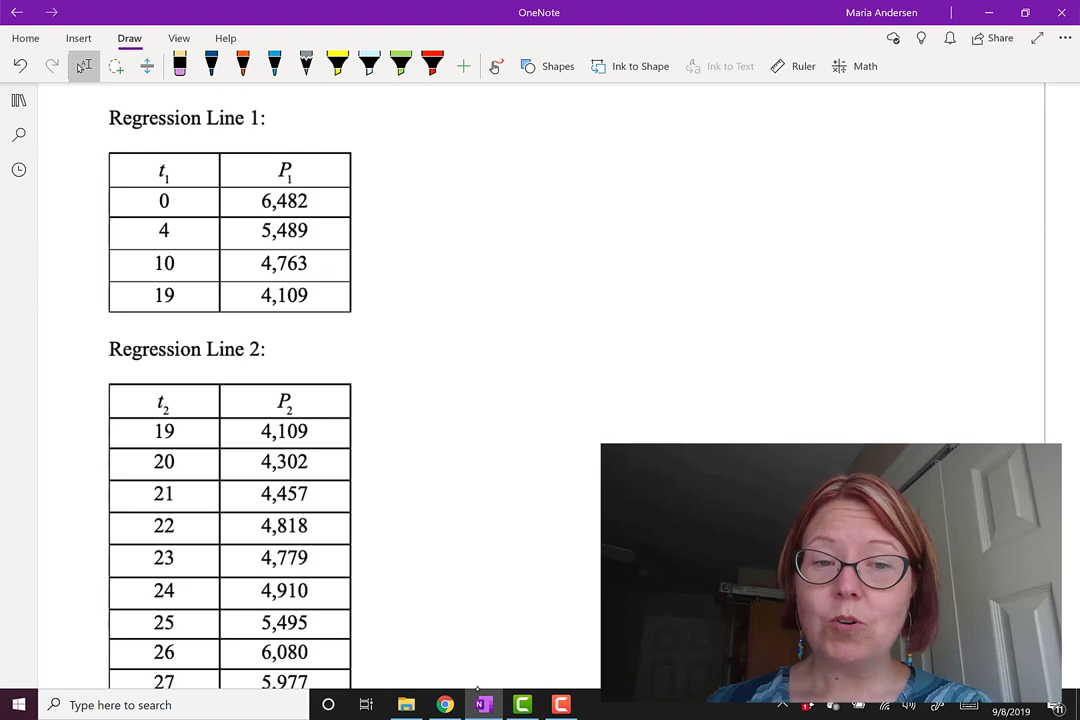 OneNote
Maria Andersen
Home Insert Draw View Help
Share
Shapes Ink to Shape Ink to Text Ruler Math
Regression Line 1:
t1 P1
0 6,482
4 5,489
10 4,763
19 4,109
Regression Line 2:
t2 P2
19 4,109
20 4,302
21 4,457
22 4,818
23 4,779
24 4,910
25 5,495
26 6,080
27 5,977
Type here to search
9/8/2019